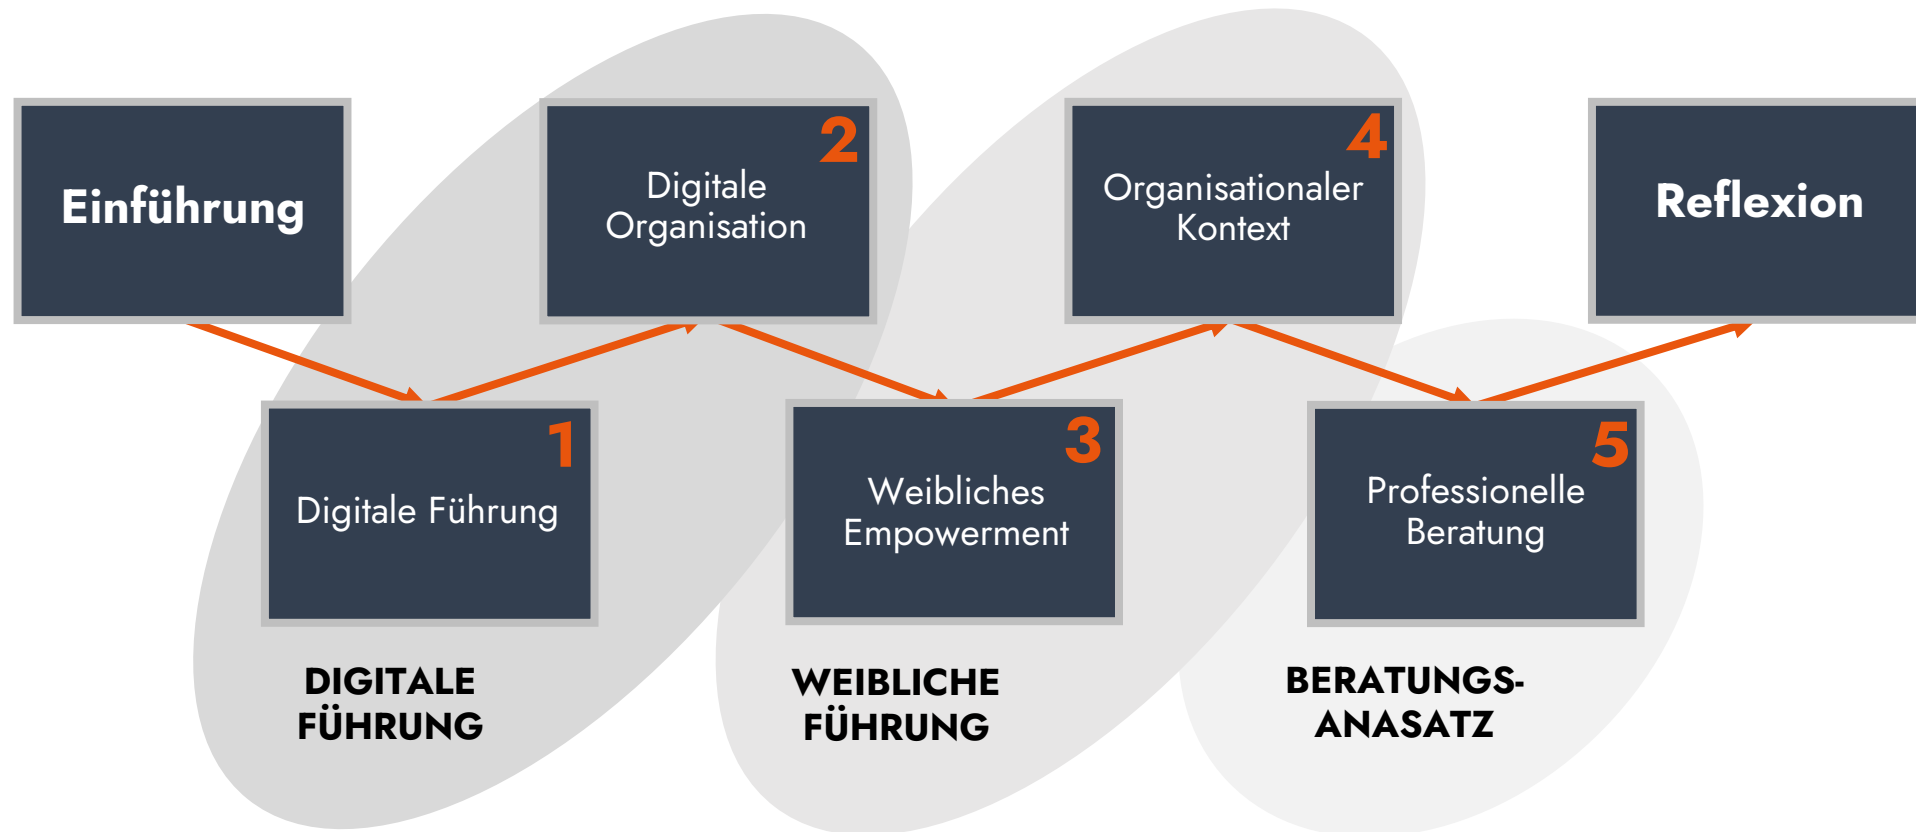 Einführung
1
Digitale Führung
2
Digitale
Organisation
3
Weibliches
Empowerment
4
Organisationaler
Kontext
5
Professionelle
Beratung
Reflexion
DIGITALE
FÜHRUNG
WEIBLICHE
FÜHRUNG
BERATUNGS-
ANASATZ